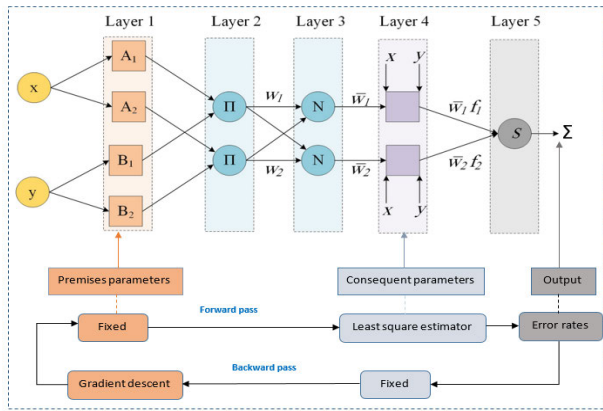 Layer 1 Layer 2 Layer 3 Layer 4 Layer 5
x y
A₁
x
w₁ w̅₁ w̅₁ f₁
A₂ Π N S Σ
B₁ Π N
w₂ w̅₂ w̅₂ f₂
y
B₂
x y
Premises parameters Consequent parameters Output
Forward pass
Fixed Least square estimator Error rates
Backward pass
Gradient descent Fixed